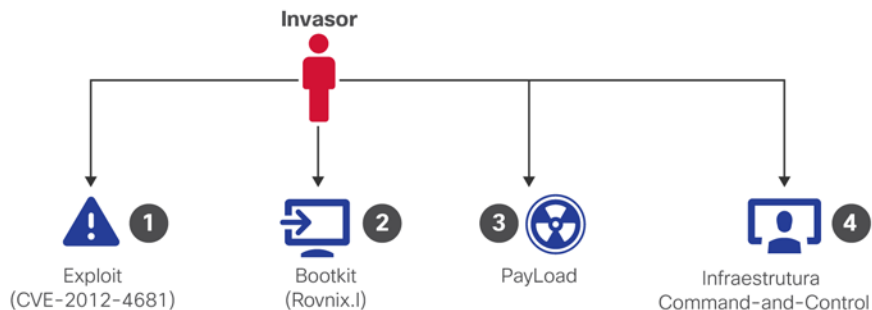 Invasor
1
2
3
4
Exploit
(CVE-2012-4681)
Bootkit
(Rovnix.I)
PayLoad
Infraestrutura
Command-and-Control